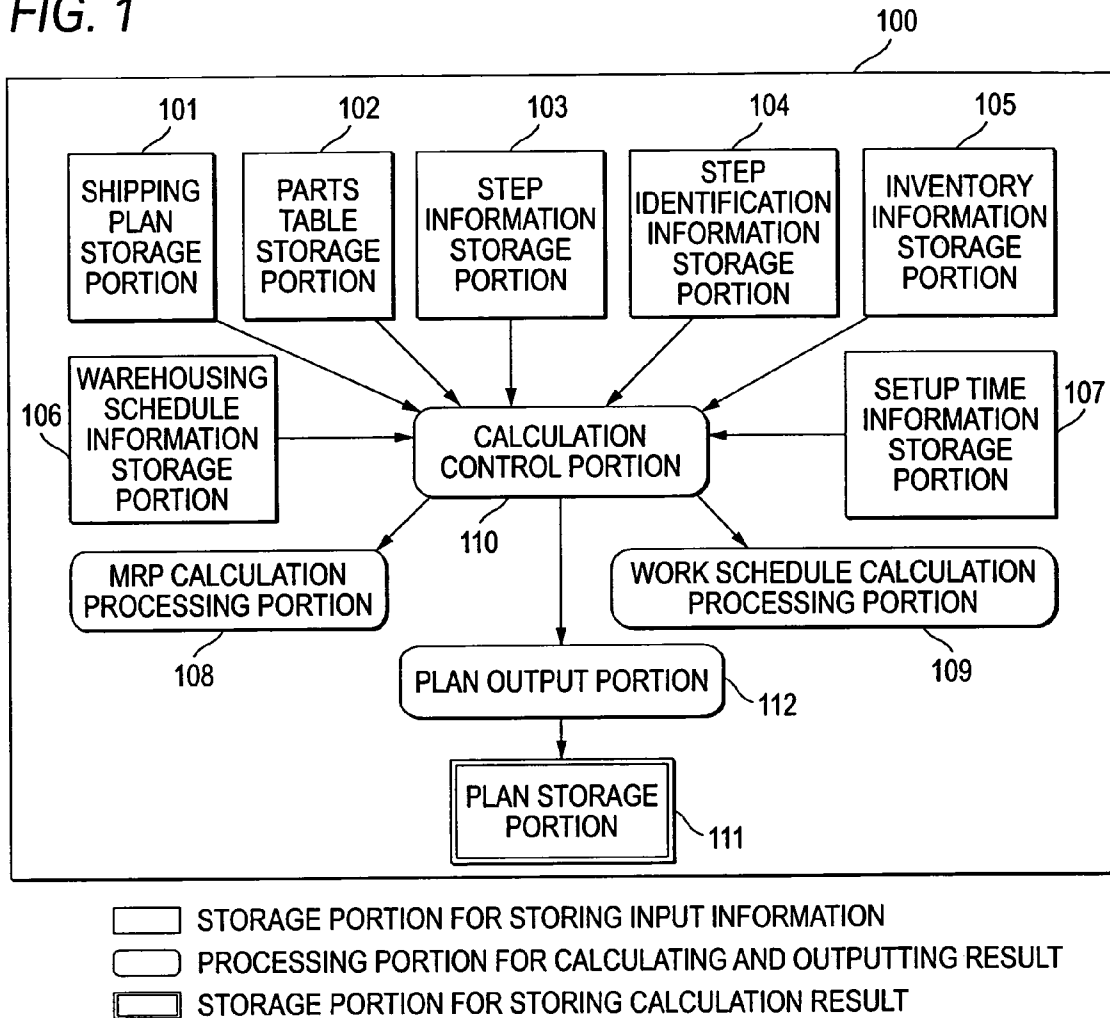 FIG. 1
100
101
102
103
104
105
SHIPPING
PLAN
STORAGE
PORTION
PARTS
TABLE
STORAGE
PORTION
STEP
INFORMATION
STORAGE
PORTION
STEP
IDENTIFICATION
INFORMATION
STORAGE
PORTION
INVENTORY
INFORMATION
STORAGE
PORTION
106
WAREHOUSING
SCHEDULE
INFORMATION
STORAGE
PORTION
CALCULATION
CONTROL PORTION
110
SETUP TIME
INFORMATION
STORAGE
PORTION
107
MRP CALCULATION
PROCESSING PORTION
108
WORK SCHEDULE CALCULATION
PROCESSING PORTION
109
PLAN OUTPUT PORTION
112
PLAN STORAGE
PORTION
111
STORAGE PORTION FOR STORING INPUT INFORMATION
PROCESSING PORTION FOR CALCULATING AND OUTPUTTING RESULT
STORAGE PORTION FOR STORING CALCULATION RESULT